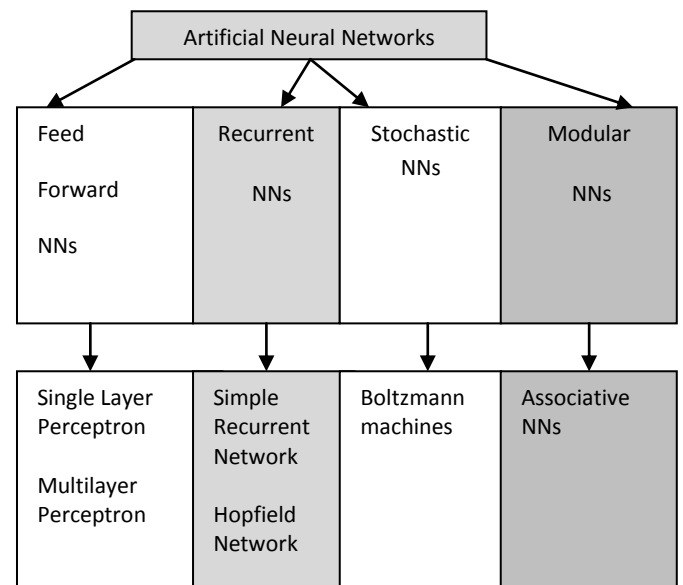 Artificial Neural Networks
Feed
Forward
NNs
Recurrent
NNs
Stochastic
NNs
Modular
NNs
Single Layer
Perceptron
Multilayer
Perceptron
Simple
Recurrent
Network
Hopfield
Network
Boltzmann
machines
Associative
NNs